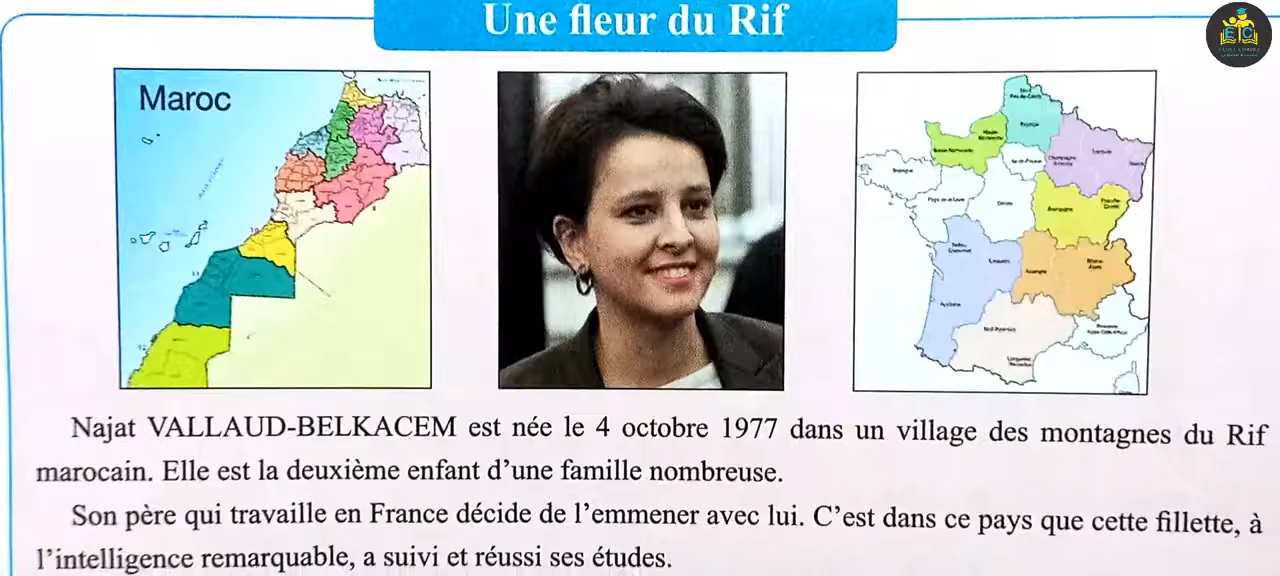 Une fleur du Rif
Maroc
Najat VALLAUD-BELKACEM est née le 4 octobre 1977 dans un village des montagnes du Rif
marocain. Elle est la deuxième enfant d'une famille nombreuse.
Son père qui travaille en France décide de l'emmener avec lui. C'est dans ce pays que cette fillette, à
l'intelligence remarquable, a suivi et réussi ses études.